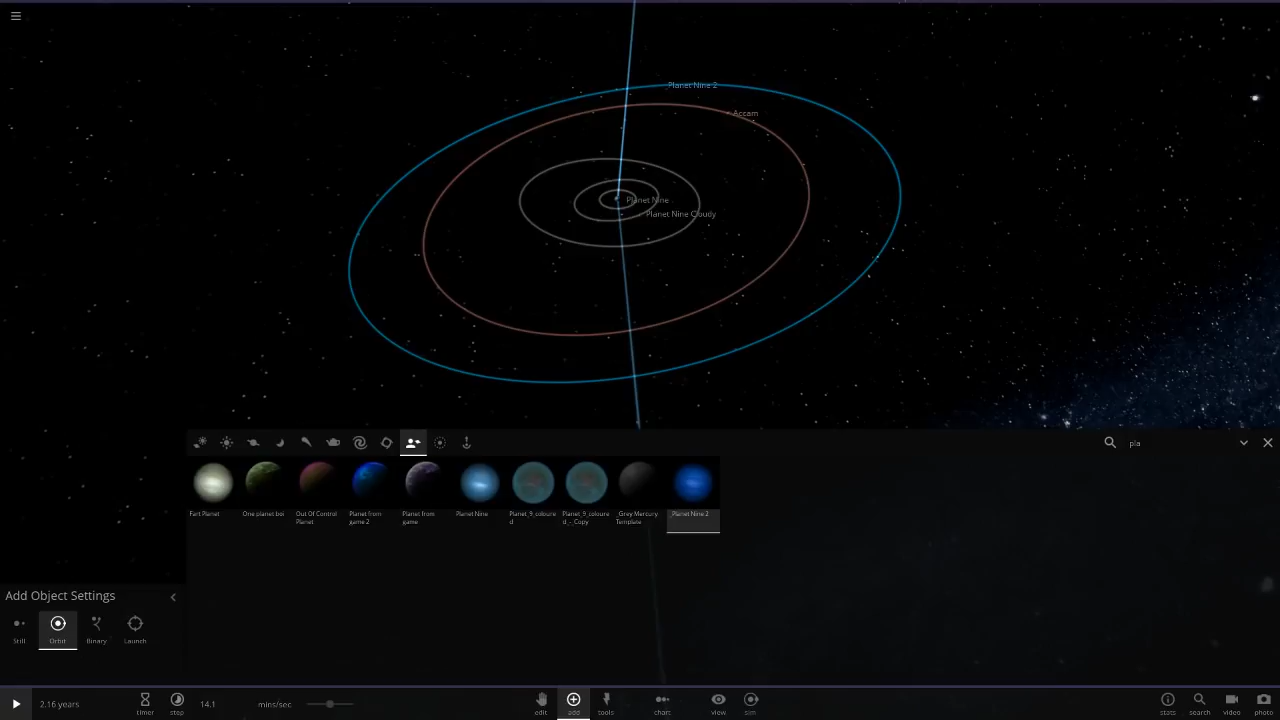 Planet Nine 2
Accam
Planet Nine
Planet Nine Cloudy
pla
Fart Planet
One planet boi
Out Of Control
Planet
Planet from
game 2
Planet from
game
Planet Nine
Planet_9_coloure
d
Planet_9_coloure
d_-_Copy
_Grey Mercury
Template
Planet Nine 2
Add Object Settings
Still
Orbit
Binary
Launch
2.16 years
timer
step
14.1
mins/sec
edit
add
tools
chart
view
sim
stats
search
video
photo